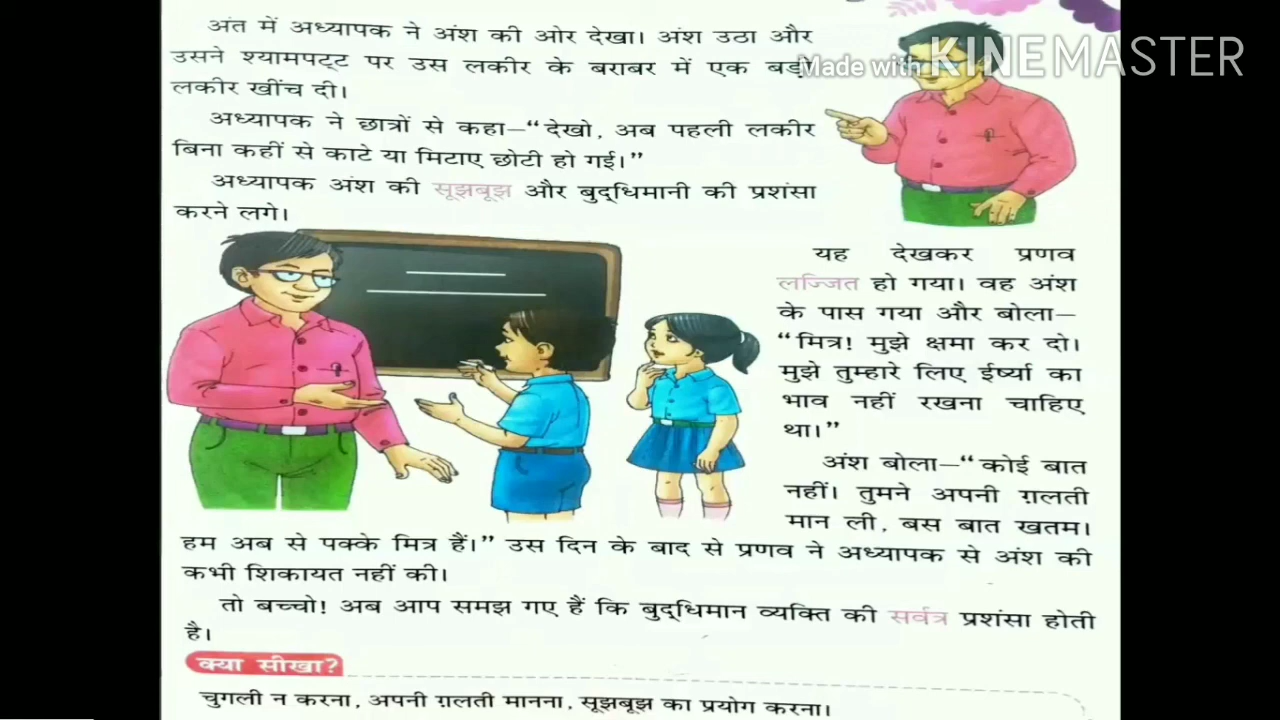 अंत में अध्यापक ने अंश की ओर देखा। अंश उठा और
उसने श्यामपट्ट पर उस लकीर के बराबर में एक बड़ी
लकीर खींच दी।
Made with KINEMASTER
अध्यापक ने छात्रों से कहा—“देखो, अब पहली लकीर
बिना कहीं से काटे या मिटाए छोटी हो गई।”
अध्यापक अंश की सूझबूझ और बुद्धिमानी की प्रशंसा
करने लगे।
यह देखकर प्रणव
लज्जित हो गया। वह अंश
के पास गया और बोला—
“मित्र! मुझे क्षमा कर दो।
मुझे तुम्हारे लिए ईर्ष्या का
भाव नहीं रखना चाहिए
था।”
अंश बोला—“कोई बात
नहीं। तुमने अपनी ग़लती
मान ली, बस बात खतम।
हम अब से पक्के मित्र हैं।” उस दिन के बाद से प्रणव ने अध्यापक से अंश की
कभी शिकायत नहीं की।
तो बच्चो! अब आप समझ गए हैं कि बुद्धिमान व्यक्ति की सर्वत्र प्रशंसा होती
है।
क्या सीखा?
चुगली न करना, अपनी ग़लती मानना, सूझबूझ का प्रयोग करना।